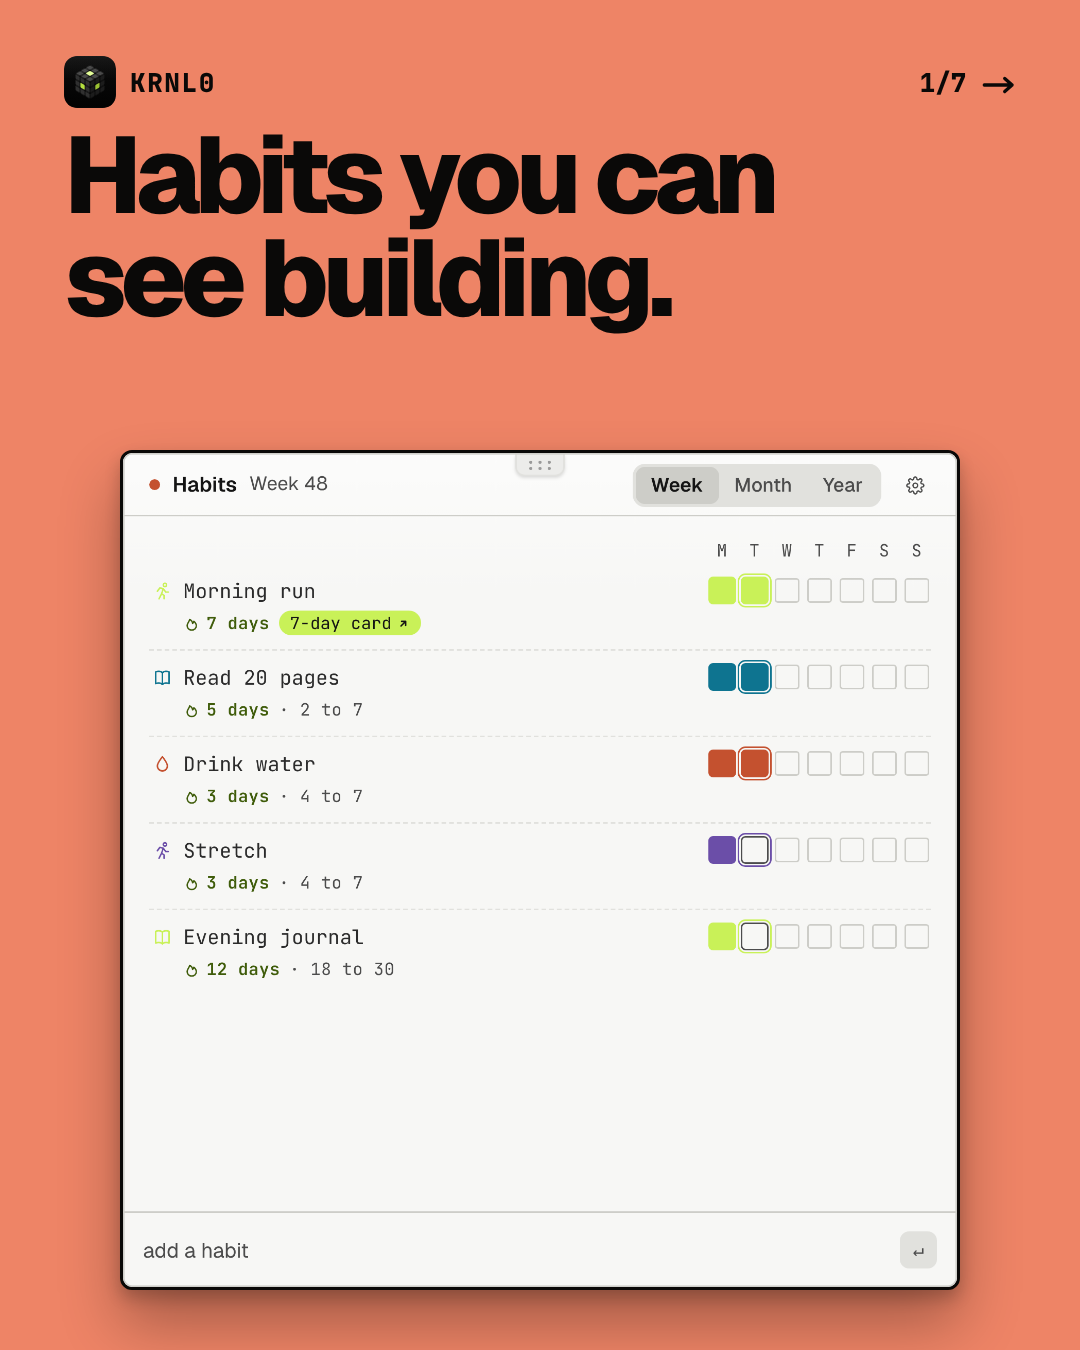 KRNL0
1/7 →
Habits you can
see building.
Habits Week 48
Week Month Year
M T W T F S S
Morning run
7 days 7-day card ↗
Read 20 pages
5 days · 2 to 7
Drink water
3 days · 4 to 7
Stretch
3 days · 4 to 7
Evening journal
12 days · 18 to 30
add a habit ↵